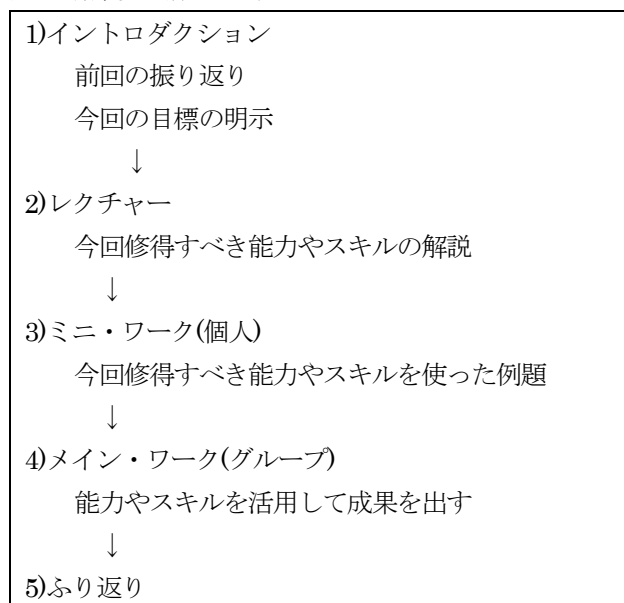 1)イントロダクション
前回の振り返り
今回の目標の明示
↓
2)レクチャー
今回修得すべき能力やスキルの解説
↓
3)ミニ・ワーク(個人)
今回修得すべき能力やスキルを使った例題
↓
4)メイン・ワーク(グループ)
能力やスキルを活用して成果を出す
↓
5)ふり返り